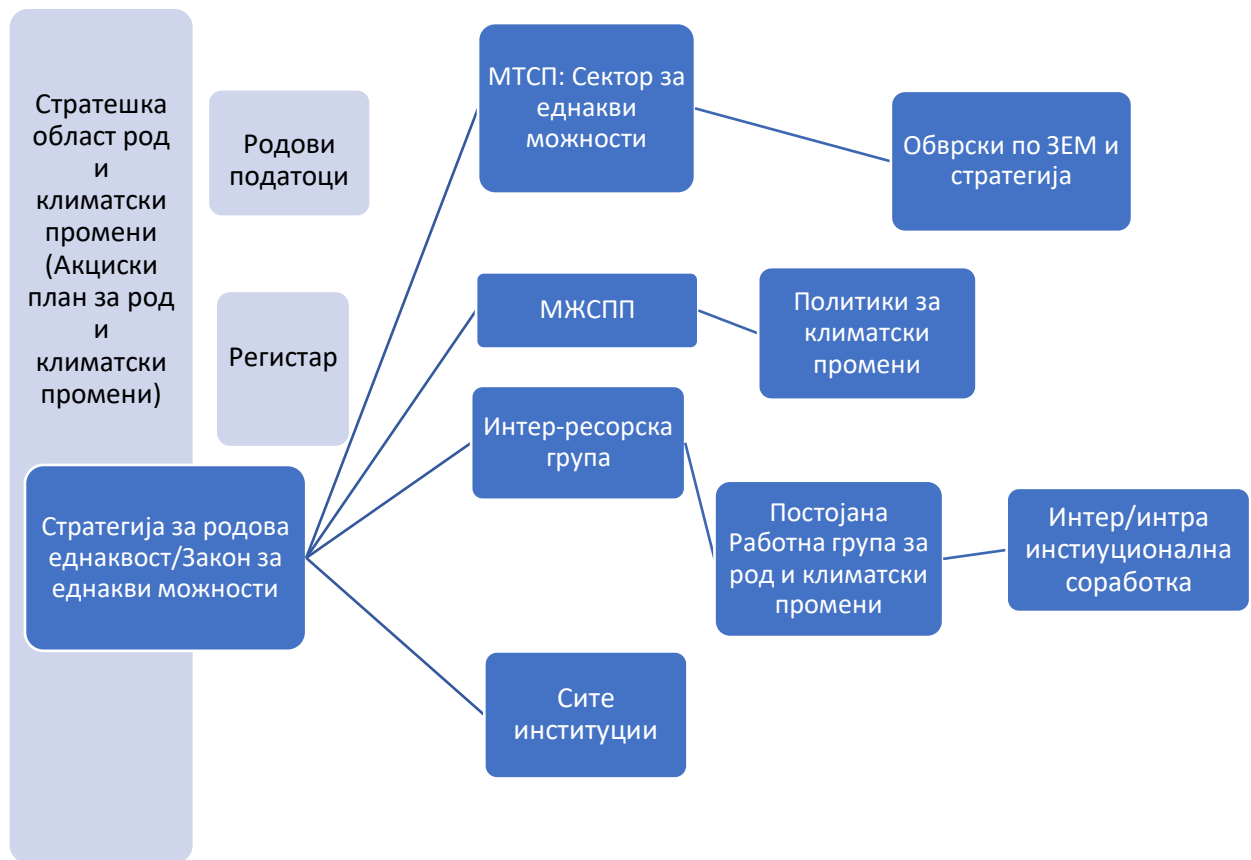 Стратешка
област род
и
климатски
промени
(Акциски
план за род
и
климатски
промени)
Родови
податоци
Регистар
Стратегија за родова
еднаквост/Закон за
еднакви можности
МТСП: Сектор за
еднакви
можности
Обврски по ЗЕМ и
стратегија
МЖСПП
Политики за
климатски
промени
Интер-ресорска
група
Постојана
Работна група за
род и климатски
промени
Интер/интра
инстиуционална
соработка
Сите
институции